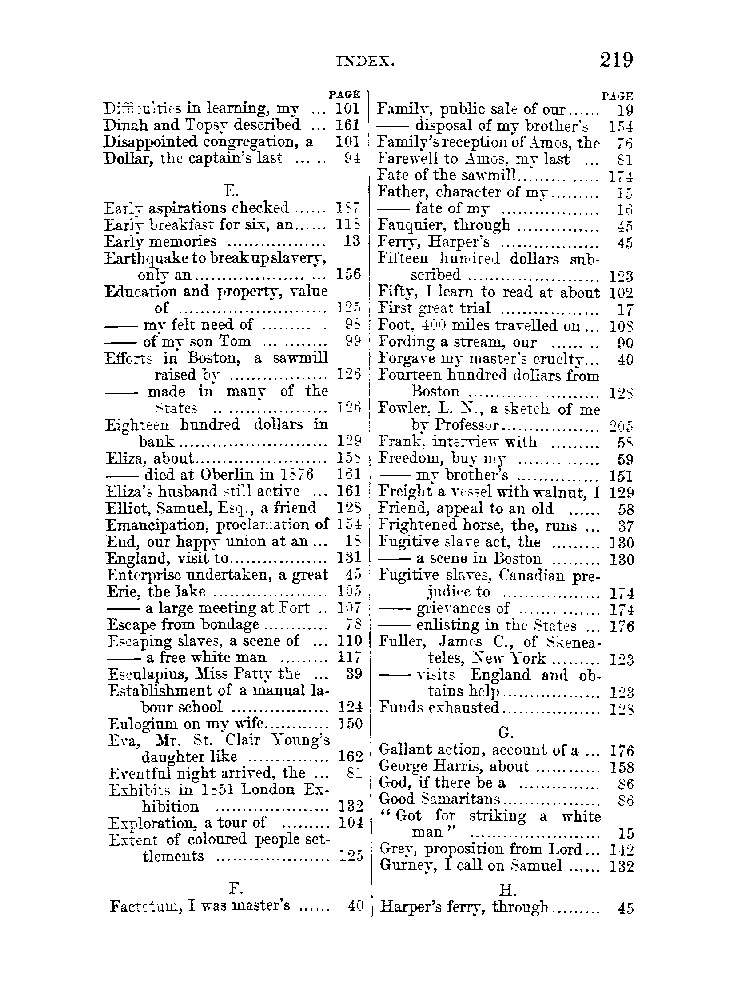 INDEX. 219
PAGE
Difficulties in learning, my ... 101
Dinah and Topsy described ... 161
Disappointed congregation, a 101
Dollar, the captain's last ... .. 94
E.
Early aspirations checked ...... 187
Early breakfast for six, an...... 118
Early memories .................. 13
Earthquake to break up slavery,
only an.................... ... 156
Education and property, value
of ........................... 125
—— my felt need of ......... . 98
—— of my son Tom ... ........ 99
Efforts in Boston, a sawmill
raised by .................. 126
—— made in many of the
States .. ................... 126
Eighteen hundred dollars in
bank........................... 129
Eliza, about........................ 158
—— died at Oberlin in 1876 161
Eliza's husband still active ... 161
Elliot, Samuel, Esq., a friend 128
Emancipation, proclamation of 154
End, our happy union at an ... 18
England, visit to.................. 131
Enterprise undertaken, a great 45
Erie, the lake ..................... 105
—— a large meeting at Fort .. 107
Escape from bondage............ 78
Escaping slaves, a scene of ... 110
—— a free white man ......... 117
Esculapius, Miss Patty the ... 39
Establishment of a manual la-
bour school .................. 124
Eulogium on my wife............ 150
Eva, Mr. St. Clair Young's
daughter like ............... 162
Eventful night arrived, the ... 81
Exhibits in 1851 London Ex-
hibition ..................... 132
Exploration, a tour of ......... 104
Extent of coloured people set-
tlements ..................... 125
F.
Factotum, I was master's ...... 40
PAGE
Family, public sale of our...... 19
—— disposal of my brother's 154
Family's reception of Amos, the 76
Farewell to Amos, my last ... 81
Fate of the sawmill............... 174
Father, character of my......... 15
—— fate of my .................. 16
Fauquier, through ............... 45
Ferry, Harper's .................. 45
Fifteen hundred dollars sub-
scribed ........................ 123
Fifty, I learn to read at about 102
First great trial .................. 17
Foot, 400 miles travelled on ... 108
Fording a stream, our ....... .. 90
Forgave my master's cruelty... 40
Fourteen hundred dollars from
Boston ........................ 128
Fowler, L. N., a sketch of me
by Professor.................. 205
Frank, interview with ......... 58
Freedom, buy my ............... 59
—— my brother's ............... 151
Freight a vessel with walnut, I 129
Friend, appeal to an old ...... 58
Frightened horse, the, runs ... 37
Fugitive slave act, the ......... 130
—— a scene in Boston ......... 130
Fugitive slaves, Canadian pre-
judice to .................. 174
—— grievances of ............... 174
—— enlisting in the States ... 176
Fuller, James C., of Skenea-
teles, New York ......... 123
—— visits England and ob-
tains help.................. 123
Funds exhausted.................. 128
G.
Gallant action, account of a ... 176
George Harris, about ............ 158
God, if there be a ............... 86
Good Samaritans.................. 86
“Got for striking a white
man” ........................ 15
Grey, proposition from Lord... 142
Gurney, I call on Samuel ...... 132
H.
Harper's ferry, through ......... 45